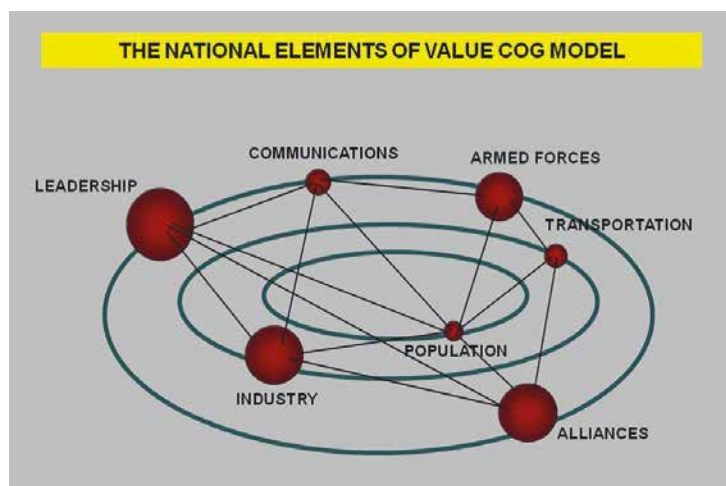 THE NATIONAL ELEMENTS OF VALUE COG MODEL
COMMUNICATIONS
ARMED FORCES
LEADERSHIP
TRANSPORTATION
POPULATION
INDUSTRY
ALLIANCES